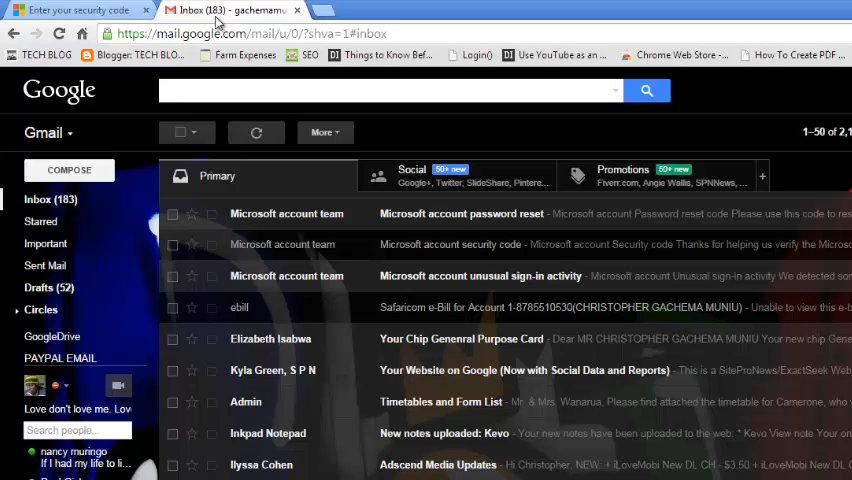 Enter your security code
Inbox (183) - gachemamu
https://mail.google.com/mail/u/0/?shva=1#inbox
TECH BLOG Blogger: TECH BL... Farm Expenses SEO Things to Know Bef... Login() Use YouTube as an ... Chrome Web Store -... How To Create PDF ...
Google
Gmail
More
1–50 of 2,1
COMPOSE
Primary
Social 50+ new
Google+, Twitter, SlideShare, Pintere...
Promotions 50+ new
Fiverr.com, Angie Wallis, SPNNews, ...
+
Inbox (183)
Starred
Important
Sent Mail
Drafts (52)
Circles
GoogleDrive
PAYPAL EMAIL
Love don't love me. Lov
Search people...
nancy muringo
If I had my life to li...
Microsoft account team Microsoft account password reset - Microsoft account Password reset code Please use this code to res
Microsoft account team Microsoft account security code - Microsoft account Security code Thanks for helping us verify the Micros
Microsoft account team Microsoft account unusual sign-in activity - Microsoft account Unusual sign-in activity We detected som
ebill Safaricom e-Bill for Account 1-8785510530(CHRISTOPHER GACHEMA MUNIU) - Unable to view this e-b
Elizabeth Isabwa Your Chip Genenral Purpose Card - Dear MR CHRISTOPHER GACHEMA MUNIU Your new chip Gener
Kyla Green, S P N Your Website on Google (Now with Social Data and Reports) - This is a SiteProNews/ExactSeek W
Admin Timetables and Form List - Mr. & Mrs. Wanarua, Please find attached the timetable for Camerone, who w
Inkpad Notepad New notes uploaded: Kevo - Your new notes have been uploaded to the web: * Kevo View note Your on
Ilyssa Cohen Adscend Media Updates - Hi Christopher, NEW: + iLoveMobi New DL CH - $3.50 + iLoveMobi New DL C